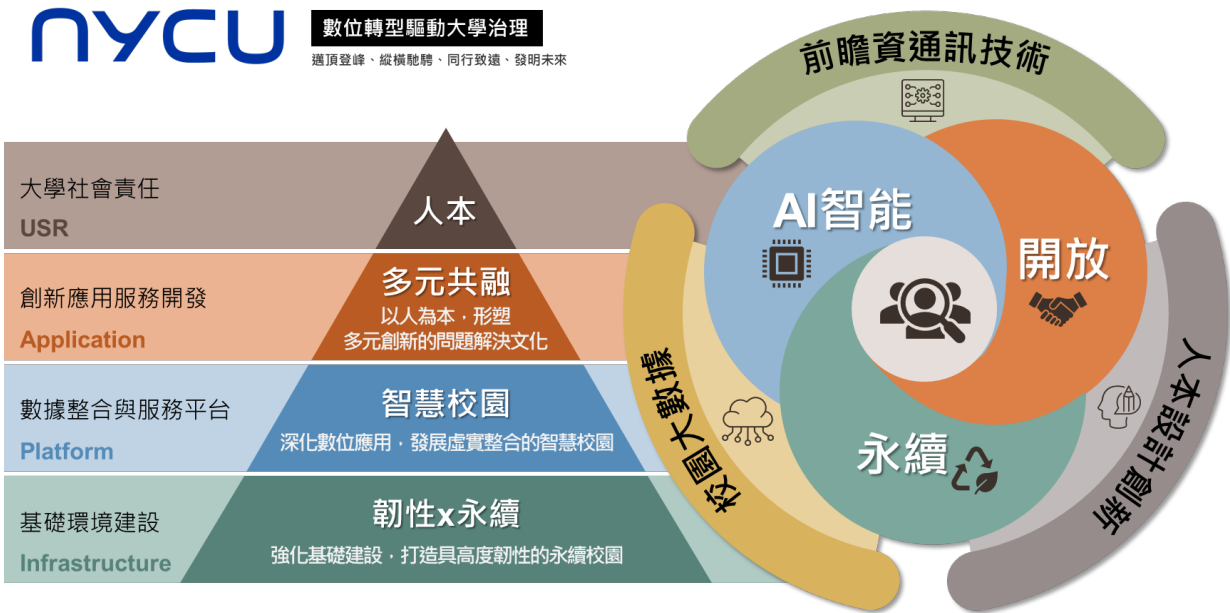 NYCU
數位轉型驅動大學治理
邁頂登峰、縱橫馳騁、同行致遠、發明未來
大學社會責任
USR
人本
創新應用服務開發
Application
多元共融
以人為本，形塑
多元創新的問題解決文化
數據整合與服務平台
Platform
智慧校園
深化數位應用，發展虛實整合的智慧校園
基礎環境建設
Infrastructure
韌性x永續
強化基礎建設，打造具高度韌性的永續校園
前瞻資通訊技術
AI智能
開放
永續
校園大數據
人本設計創新